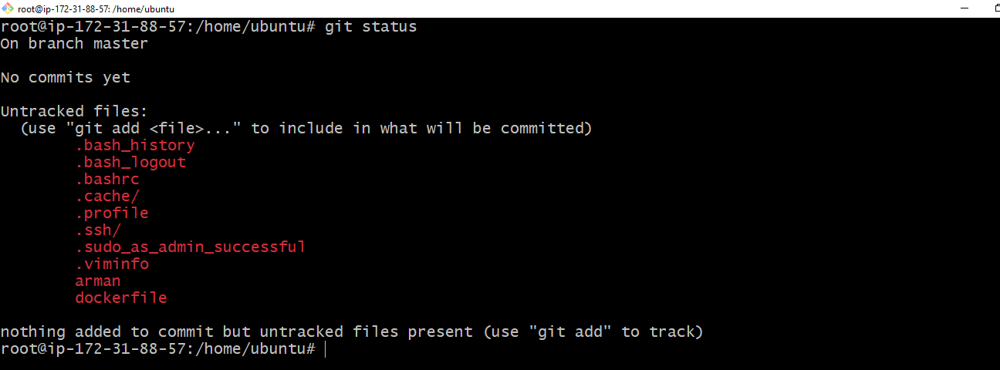 root@ip-172-31-88-57: /home/ubuntu
root@ip-172-31-88-57:/home/ubuntu# git status
On branch master
No commits yet
Untracked files:
  (use "git add <file>..." to include in what will be committed)
        .bash_history
        .bash_logout
        .bashrc
        .cache/
        .profile
        .ssh/
        .sudo_as_admin_successful
        .viminfo
        arman
        dockerfile
nothing added to commit but untracked files present (use "git add" to track)
root@ip-172-31-88-57:/home/ubuntu#